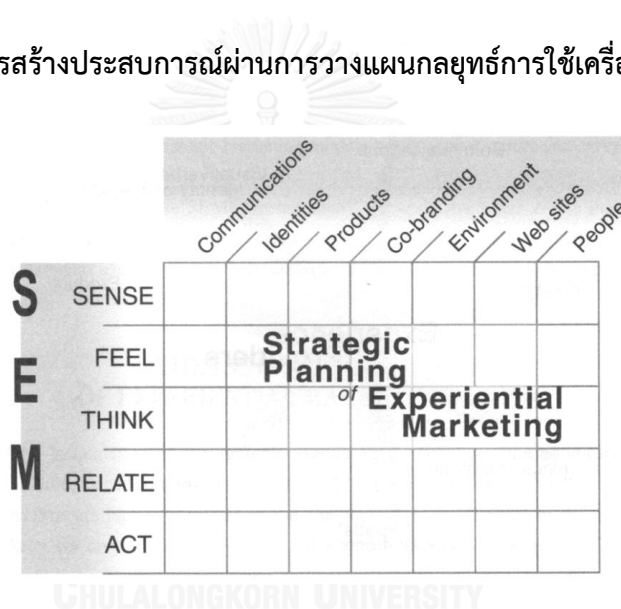 รสร้างประสบการณ์ผ่านการวางแผนกลยุทธ์การใช้เครื่อ
Communications
Identities
Products
Co-branding
Environment
Web sites
People
S
E
M
SENSE
FEEL
THINK
RELATE
ACT
Strategic
Planning
of Experiential
Marketing
CHULALONGKORN UNIVERSITY